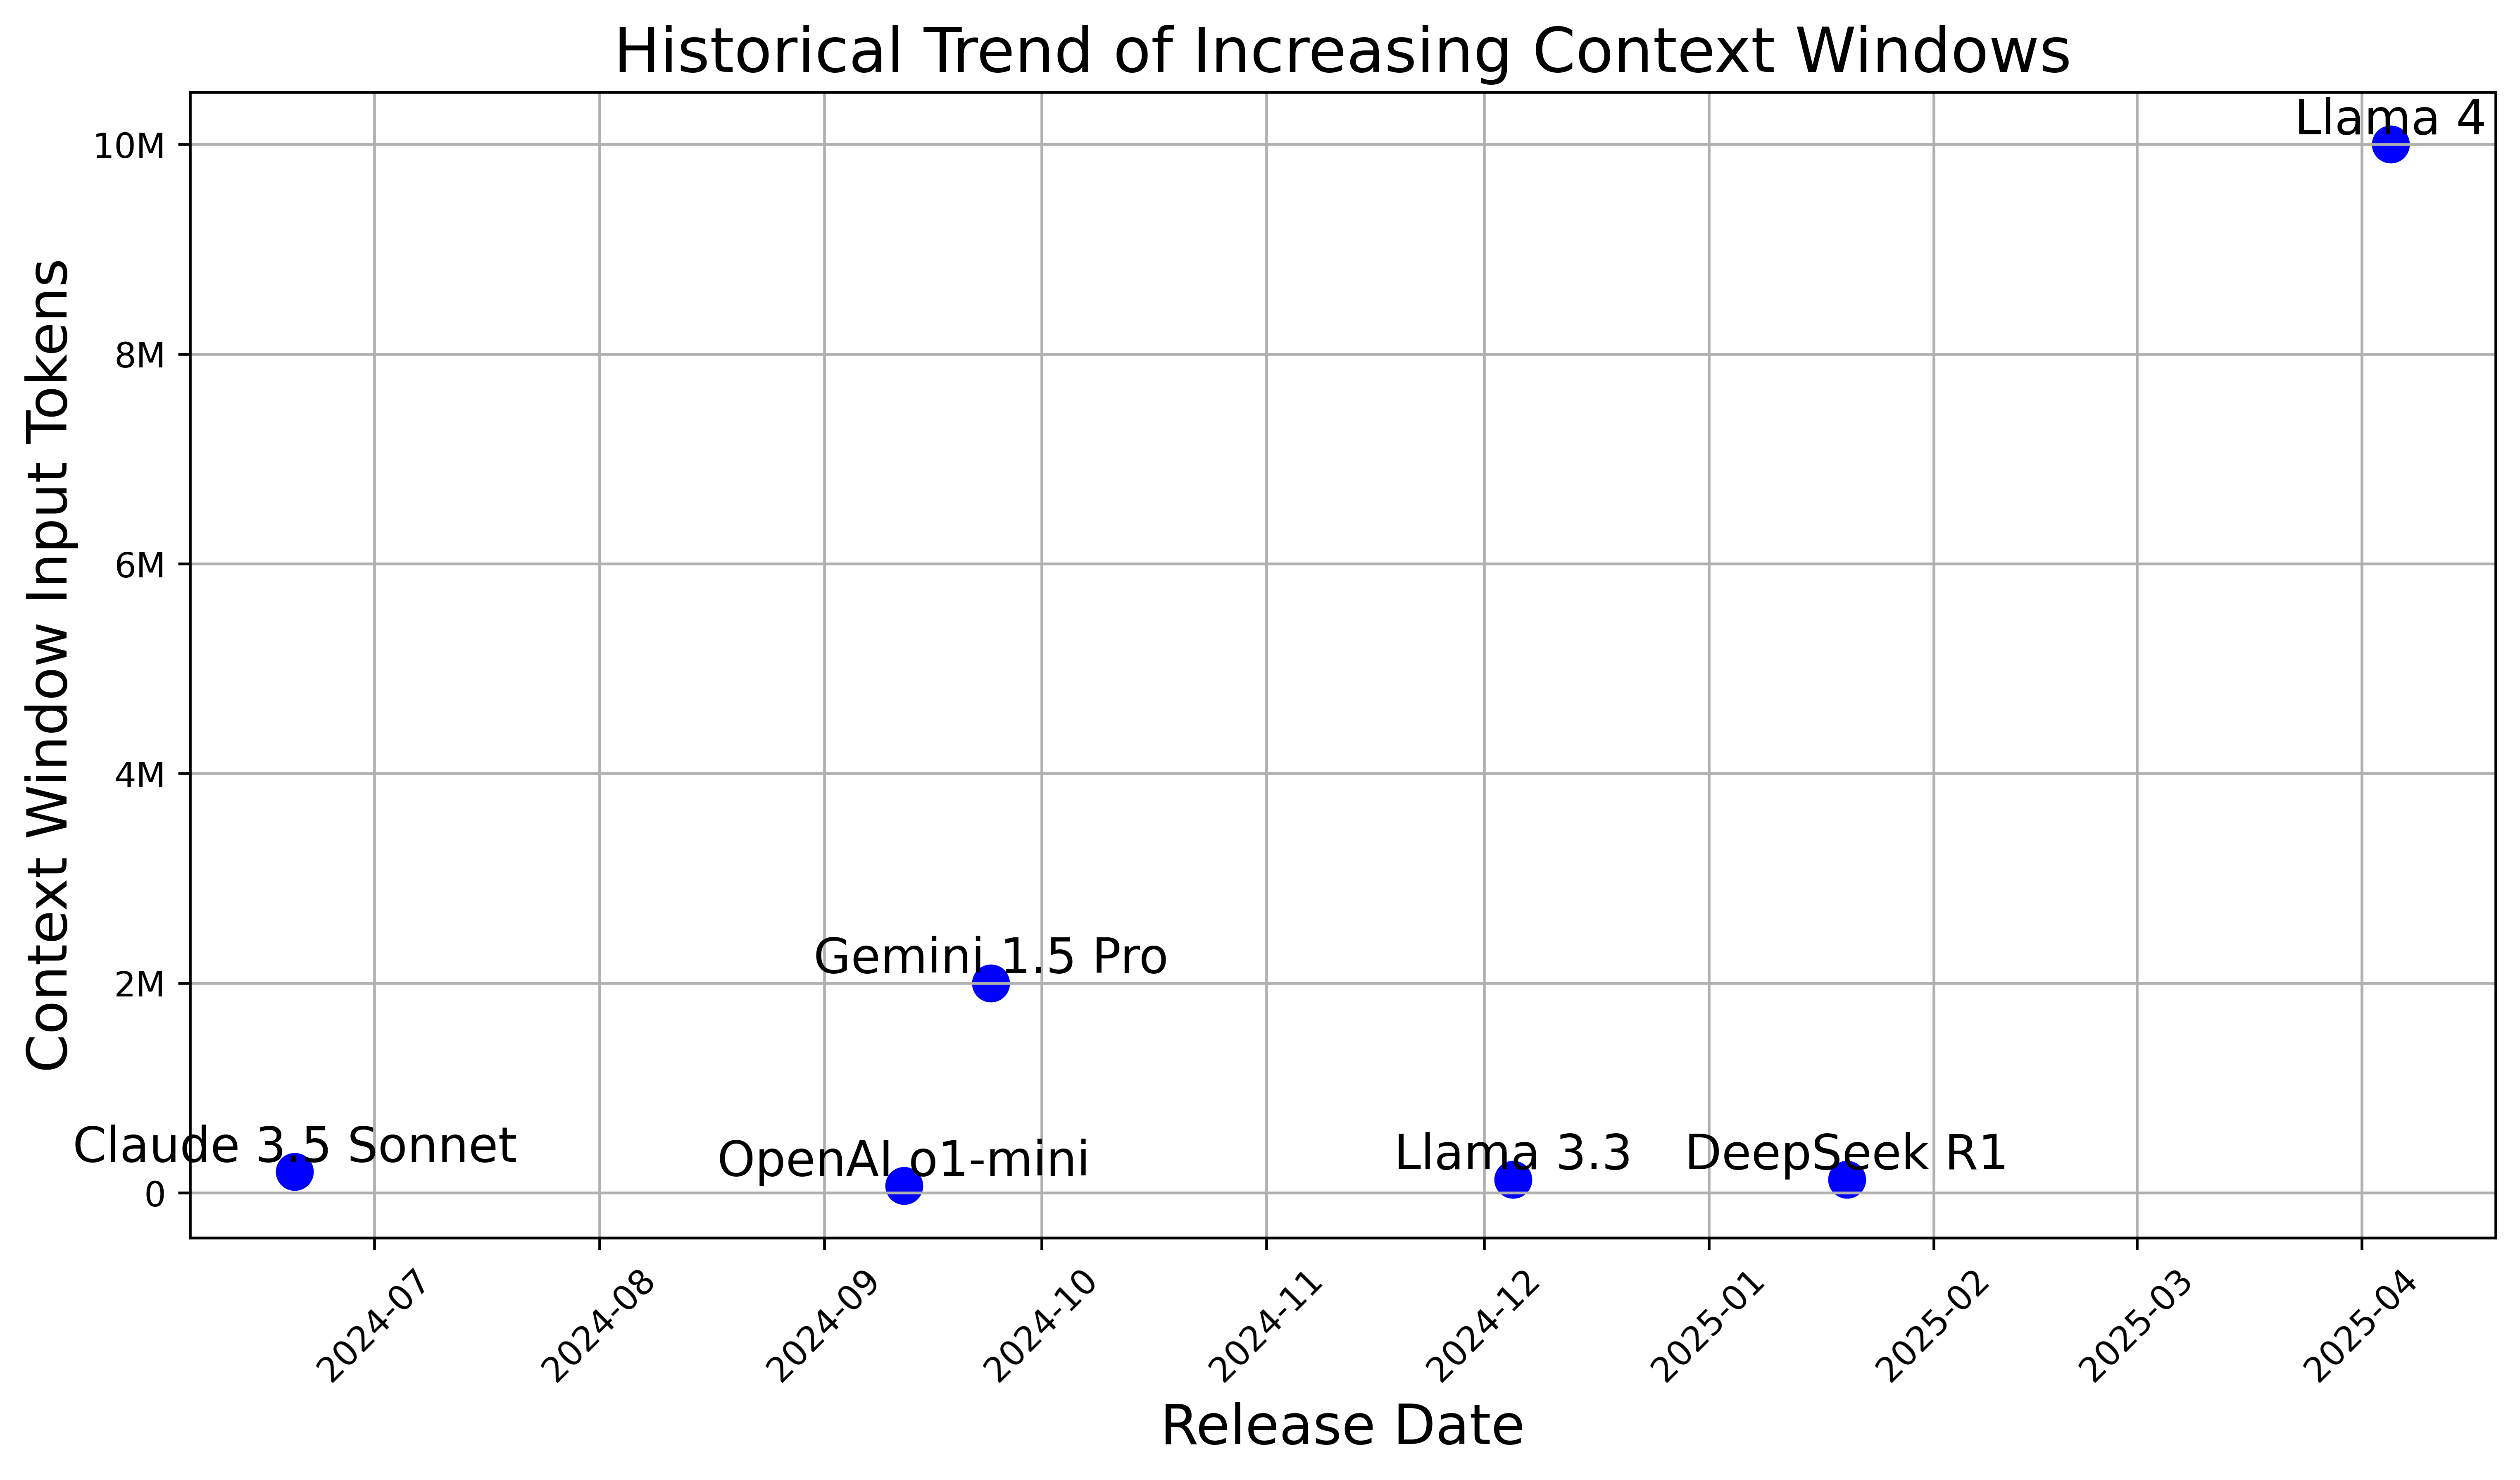 Historical Trend of Increasing Context Windows
Context Window Input Tokens
10M
8M
6M
4M
2M
0
Llama 4
Gemini 1.5 Pro
Claude 3.5 Sonnet
OpenAI o1-mini
Llama 3.3
DeepSeek R1
2024-07
2024-08
2024-09
2024-10
2024-11
2024-12
2025-01
2025-02
2025-03
2025-04
Release Date